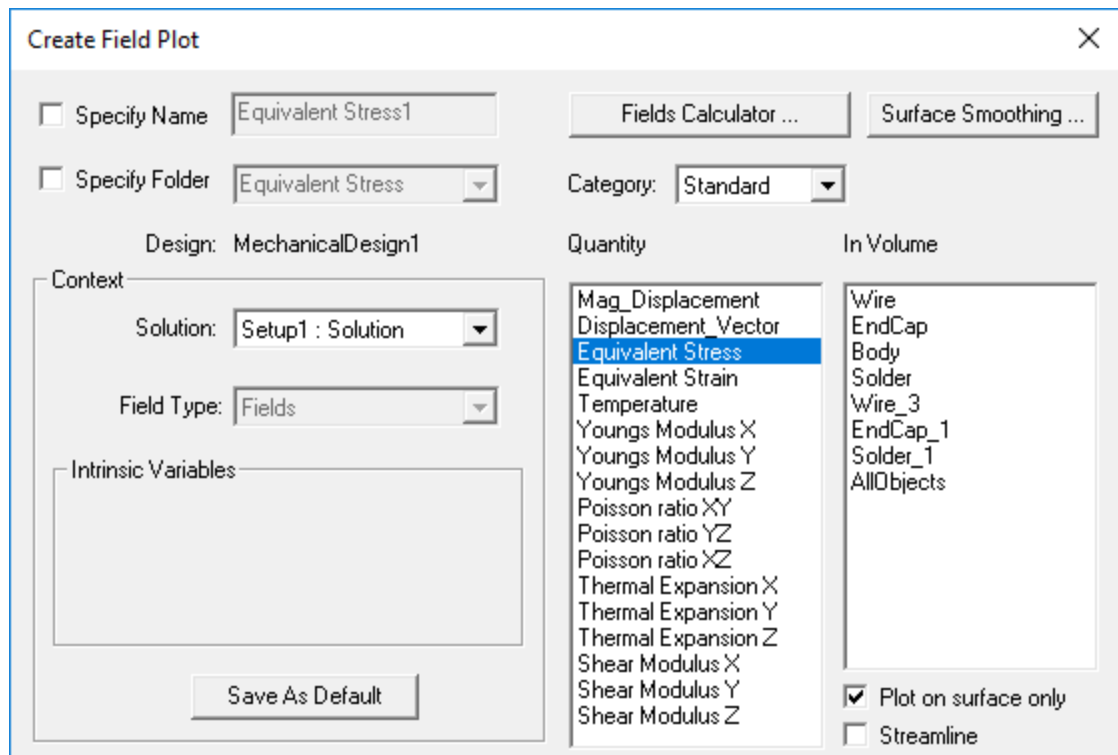 Create Field Plot
Specify Name
Equivalent Stress1
Fields Calculator ...
Surface Smoothing ...
Specify Folder
Equivalent Stress
Category:
Standard
Design:
MechanicalDesign1
Quantity
In Volume
Context
Solution:
Setup1 : Solution
Field Type:
Fields
Intrinsic Variables
Save As Default
Mag_Displacement
Displacement_Vector
Equivalent Stress
Equivalent Strain
Temperature
Youngs Modulus X
Youngs Modulus Y
Youngs Modulus Z
Poisson ratio XY
Poisson ratio YZ
Poisson ratio XZ
Thermal Expansion X
Thermal Expansion Y
Thermal Expansion Z
Shear Modulus X
Shear Modulus Y
Shear Modulus Z
Wire
EndCap
Body
Solder
Wire_3
EndCap_1
Solder_1
AllObjects
Plot on surface only
Streamline